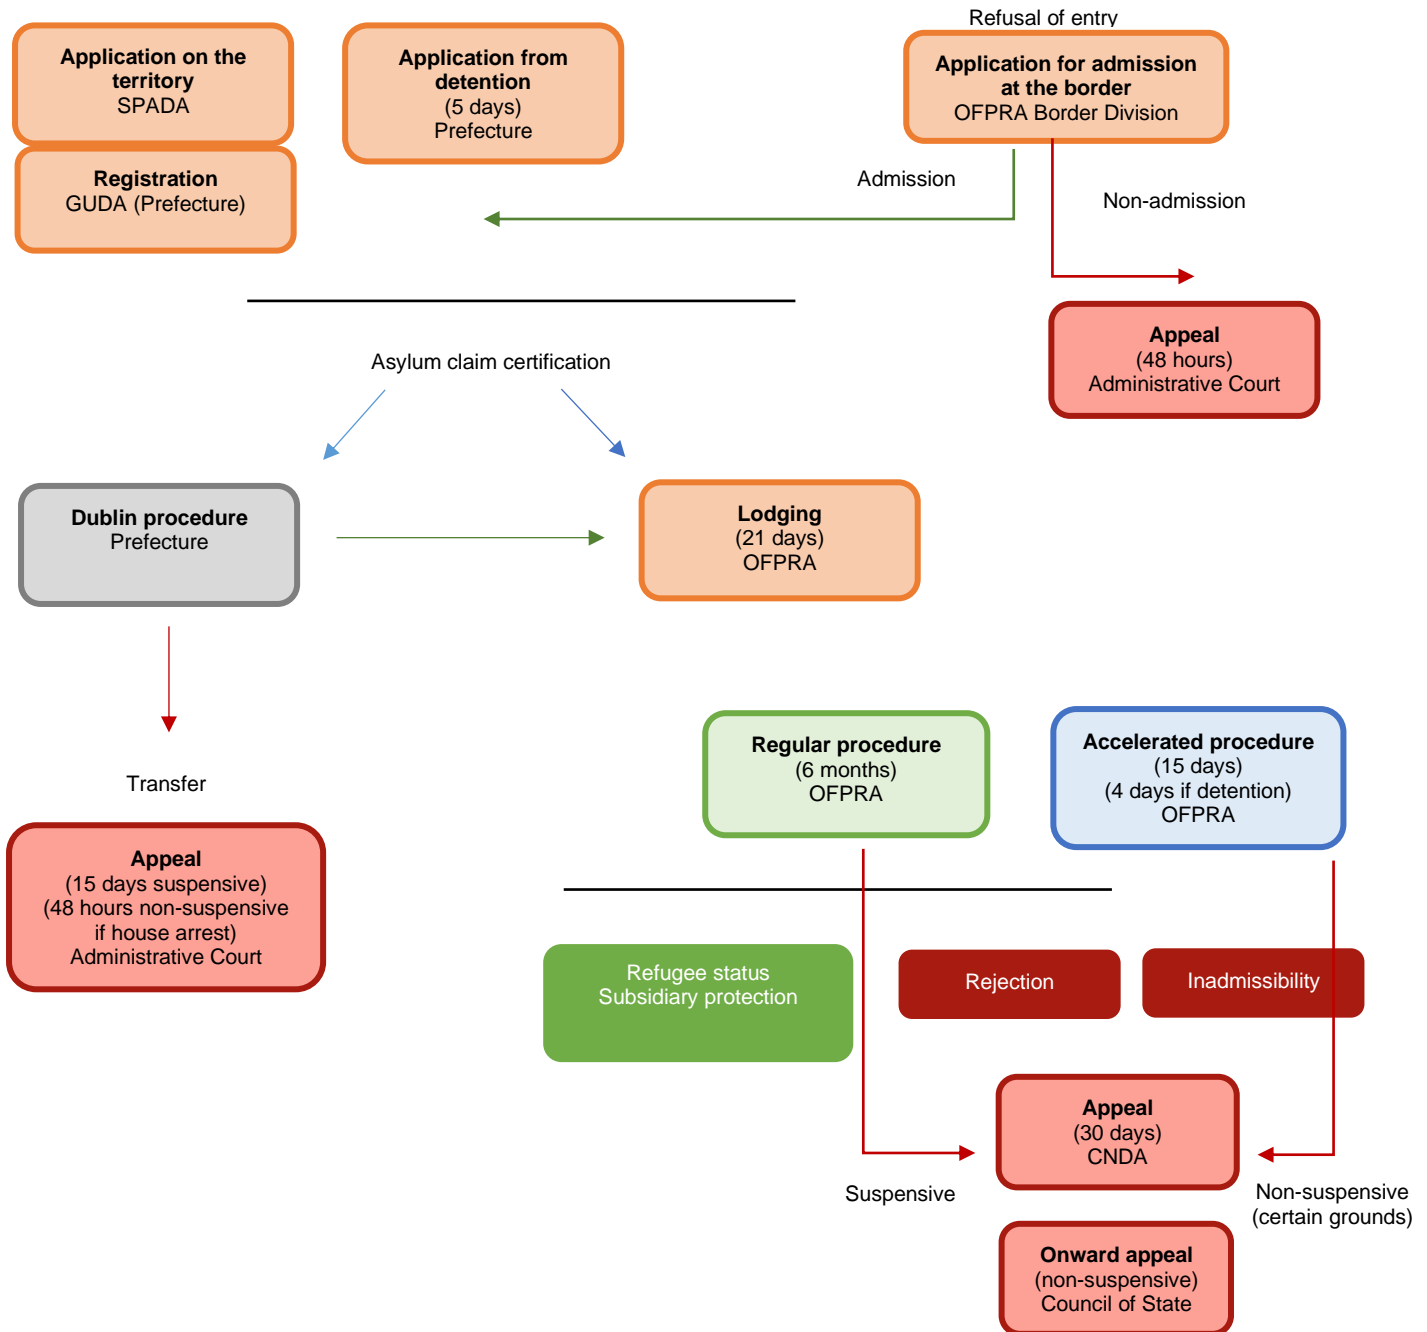 Refusal of entry
Application on the
territory
SPADA
Application from
detention
(5 days)
Prefecture
Application for admission
at the border
OFPRA Border Division
Registration
GUDA (Prefecture)
Admission
Non-admission
Appeal
(48 hours)
Administrative Court
Asylum claim certification
Dublin procedure
Prefecture
Lodging
(21 days)
OFPRA
Regular procedure
(6 months)
OFPRA
Accelerated procedure
(15 days)
(4 days if detention)
OFPRA
Transfer
Appeal
(15 days suspensive)
(48 hours non-suspensive
if house arrest)
Administrative Court
Refugee status
Subsidiary protection
Rejection
Inadmissibility
Appeal
(30 days)
CNDA
Suspensive
Non-suspensive
(certain grounds)
Onward appeal
(non-suspensive)
Council of State